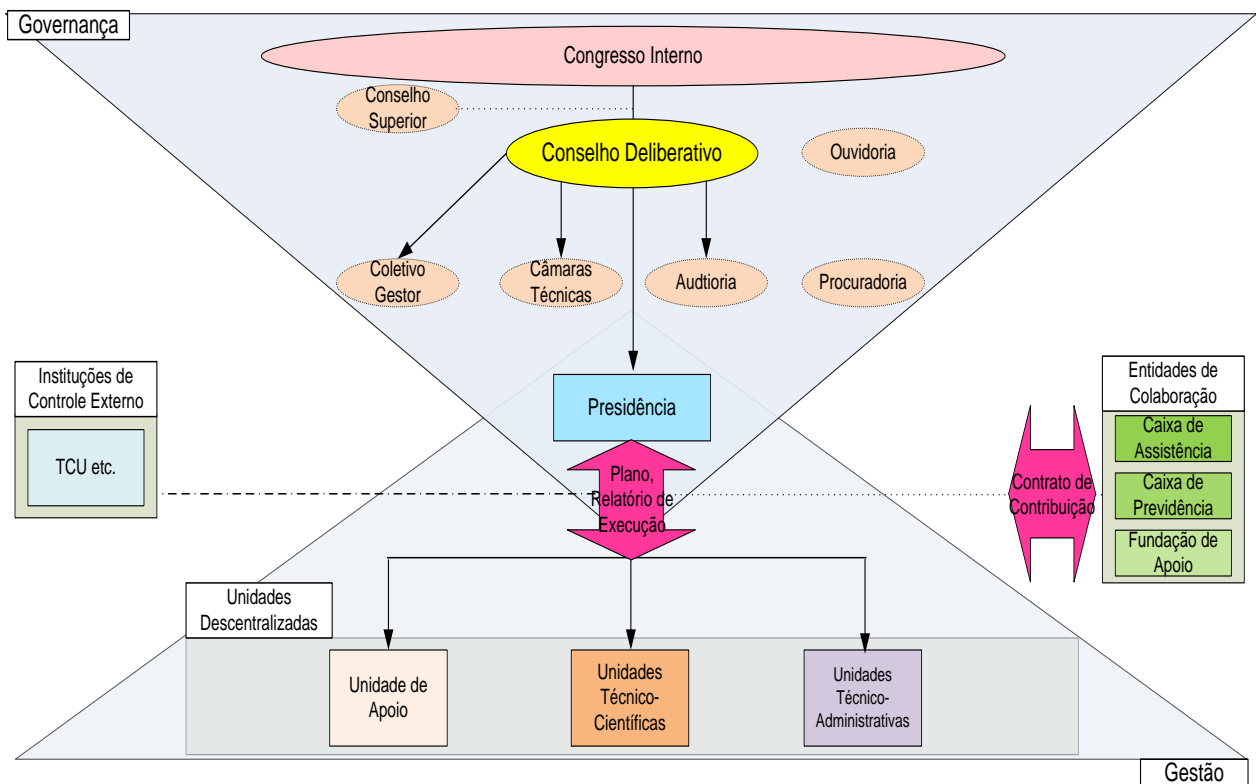 Governança
Congresso Interno
Conselho
Superior
Conselho Deliberativo
Ouvidoria
Coletivo
Gestor
Câmaras
Técnicas
Audtioria
Procuradoria
Instituções de
Controle Externo
TCU etc.
Presidência
Plano,
Relatório de
Execução
Contrato de
Contribuição
Entidades de
Colaboração
Caixa de
Assistência
Caixa de
Previdência
Fundação de
Apoio
Unidades
Descentralizadas
Unidade de
Apoio
Unidades
Técnico-
Científicas
Unidades
Técnico-
Administrativas
Gestão